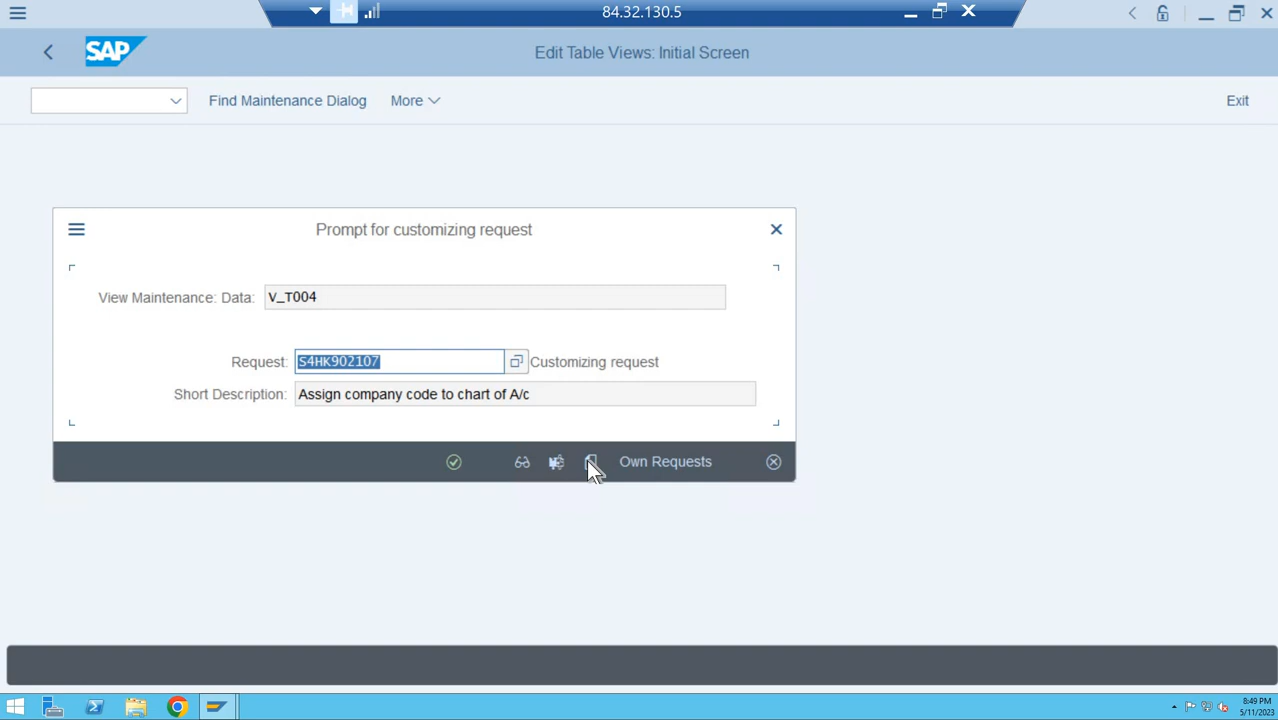 84.32.130.5
SAP
Edit Table Views: Initial Screen
Find Maintenance Dialog
More
Exit
Prompt for customizing request
View Maintenance: Data: V_T004
Request: S4HK902107 Customizing request
Short Description: Assign company code to chart of A/c
Own Requests
8:49 PM
5/11/2023